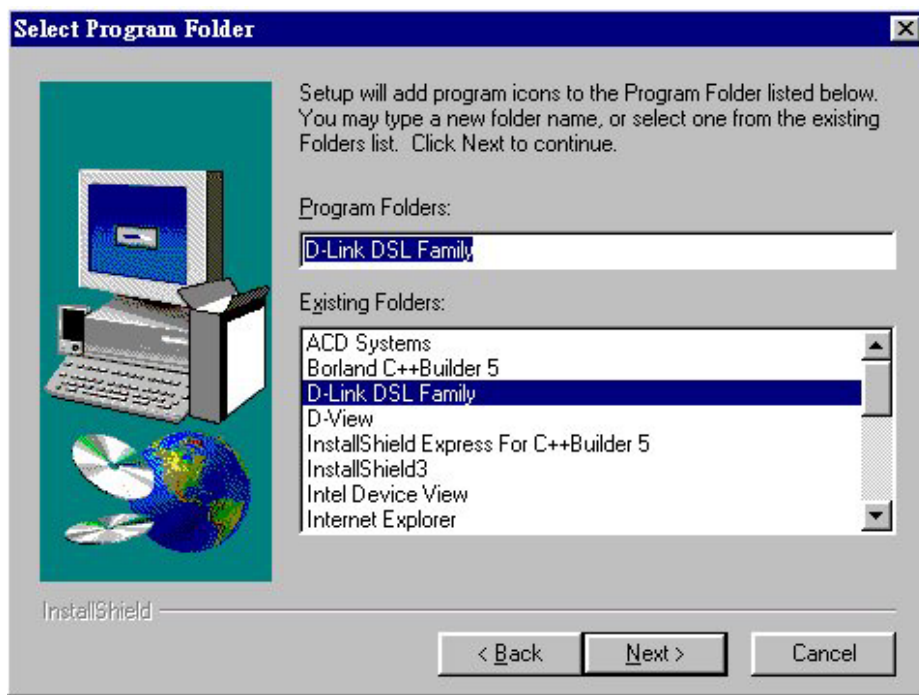 Select Program Folder
Setup will add program icons to the Program Folder listed below.
You may type a new folder name, or select one from the existing
Folders list.  Click Next to continue.
Program Folders:
D-Link DSL Family
Existing Folders:
ACD Systems
Borland C++Builder 5
D-Link DSL Family
D-View
InstallShield Express For C++Builder 5
InstallShield3
Intel Device View
Internet Explorer
InstallShield
< Back
Next >
Cancel